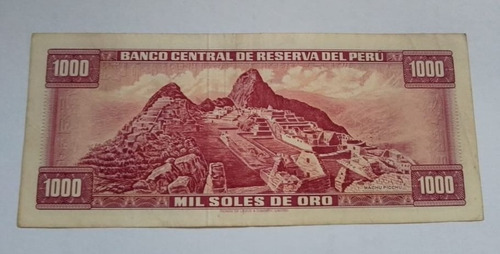 BANCO CENTRAL DE RESERVA DEL PERU
1000 1000
MACHU PICCHU
1000 1000
MIL SOLES DE ORO